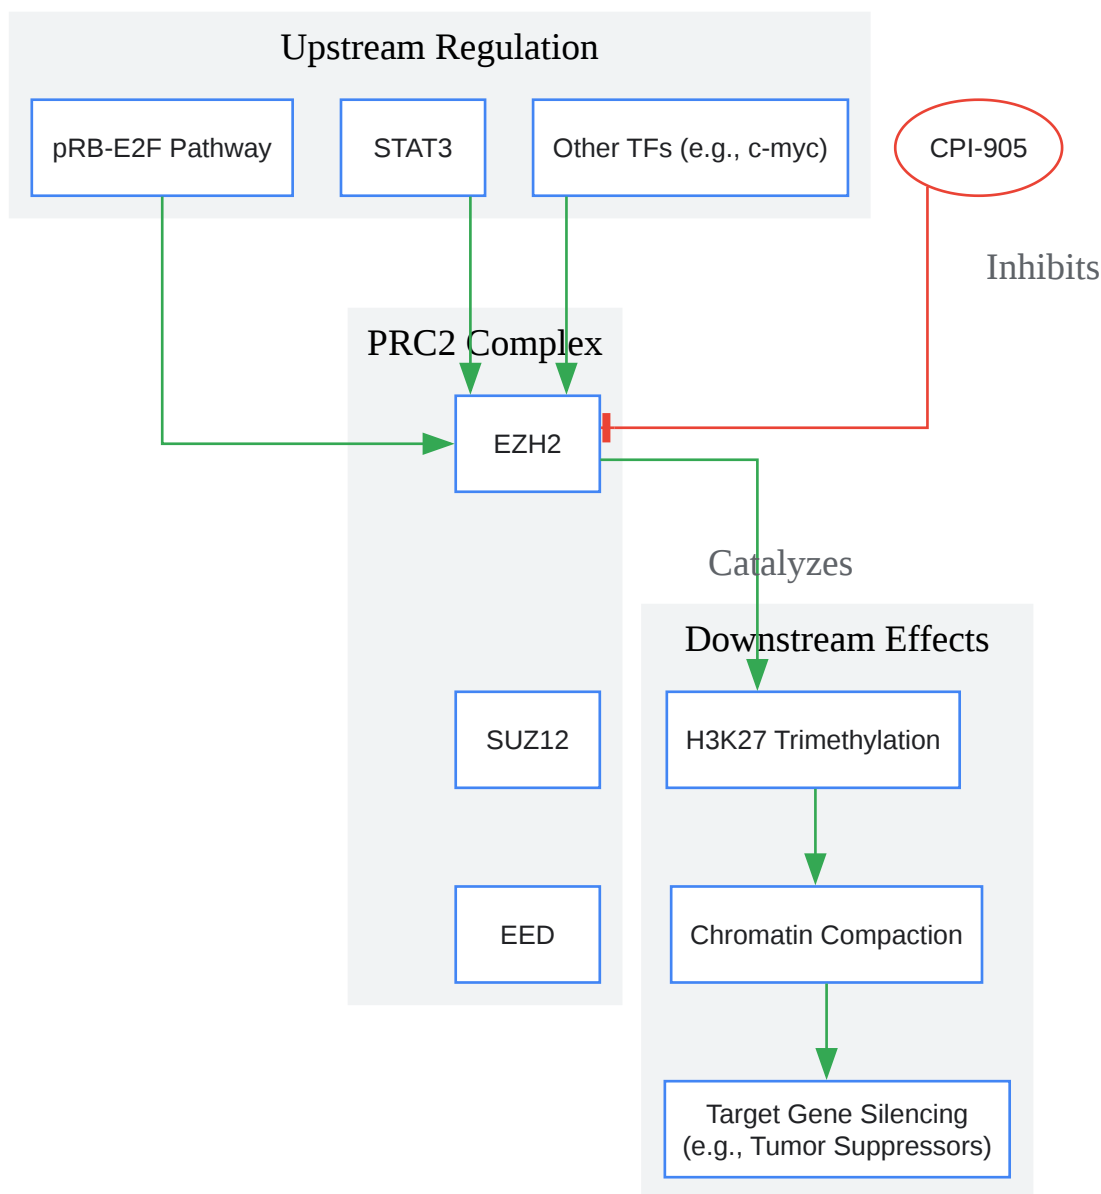 Upstream Regulation
pRB-E2F Pathway
STAT3
Other TFs (e.g., c-myc)
CPI-905
Inhibits
PRC2 Complex
EZH2
Catalyzes
Downstream Effects
SUZ12
H3K27 Trimethylation
EED
Chromatin Compaction
Target Gene Silencing
(e.g., Tumor Suppressors)